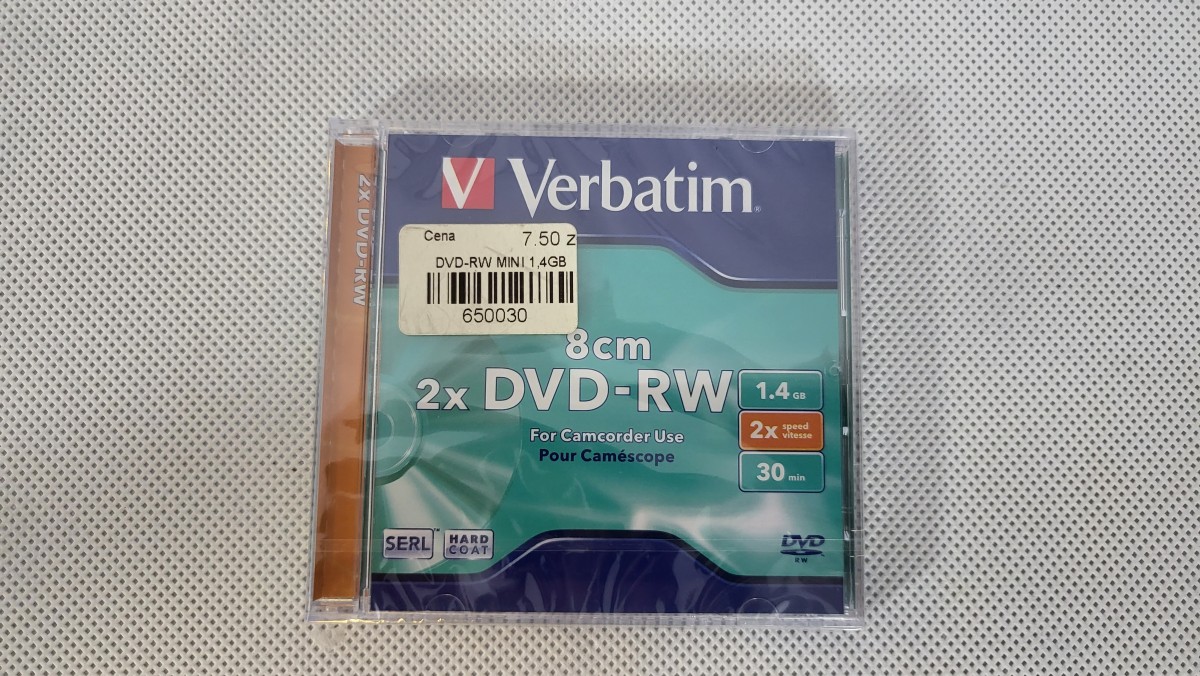 Verbatim®
2x DVD-RW
Cena 7.50 z
DVD-RW MINI 1,4GB
650030
8cm
2x DVD-RW
For Camcorder Use
Pour Caméscope
1.4 GB
2x speed vitesse
30 min
SERL™
HARD
COAT
DVD
RW